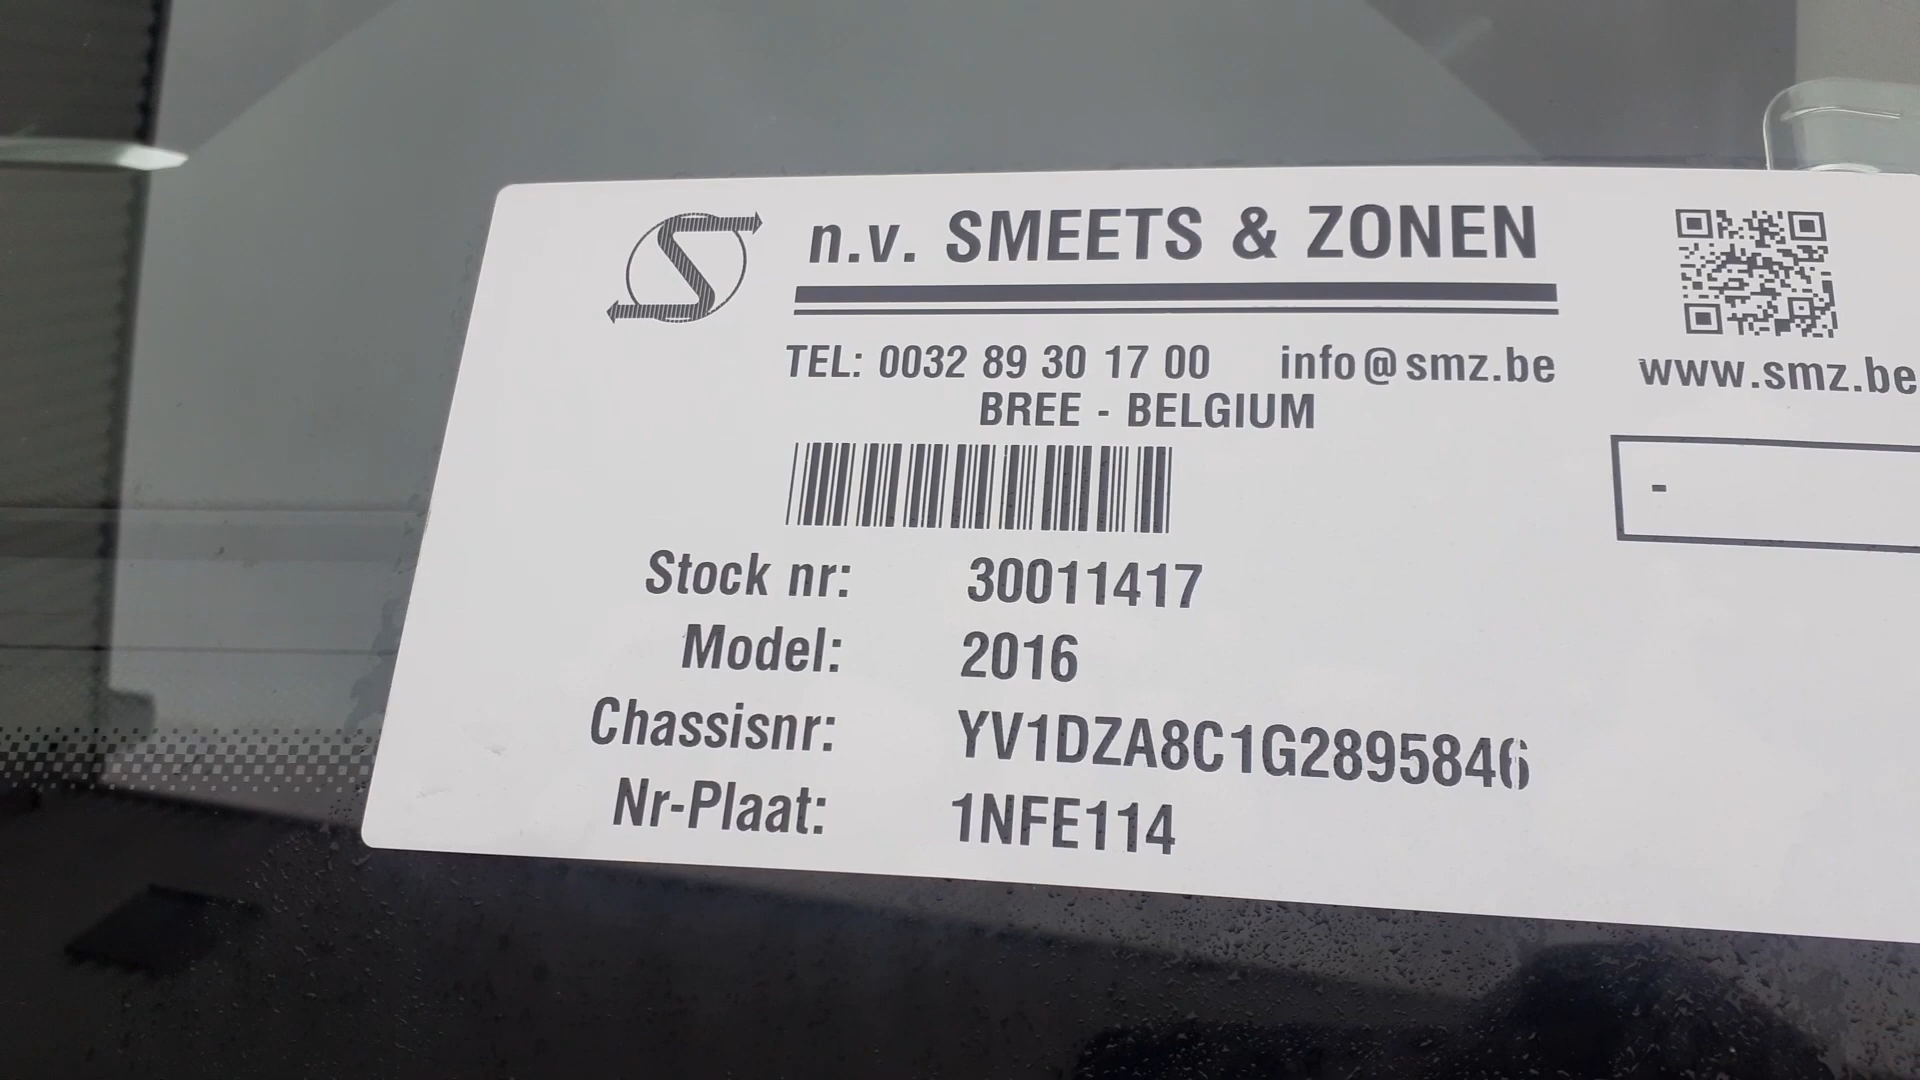 n.v. SMEETS & ZONEN
TEL: 0032 89 30 17 00 info@smz.be
www.smz.be
BREE - BELGIUM
-
Stock nr: 30011417
Model: 2016
Chassisnr: YV1DZA8C1G2895846
Nr-Plaat: 1NFE114